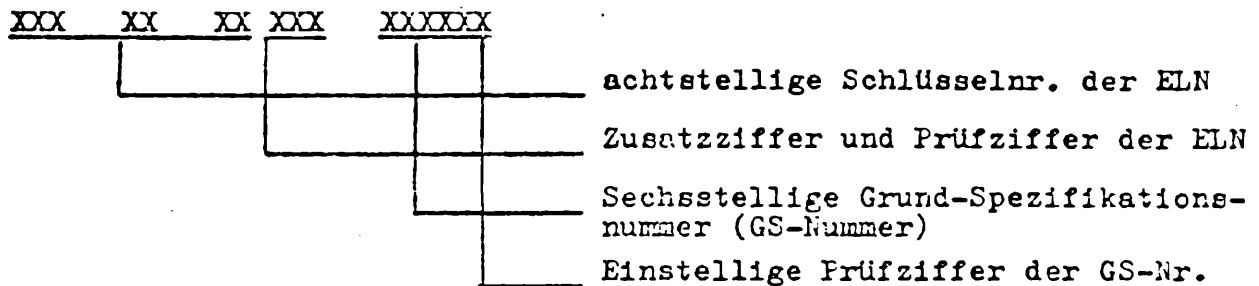 XXX XX XX XXX XXXXXX
achtstellige Schlüsselnr. der ELN
Zusatzziffer und Prüfziffer der ELN
Sechsstellige Grund-Spezifikations-
nummer (GS-Nummer)
Einstellige Prüfziffer der GS-Nr.